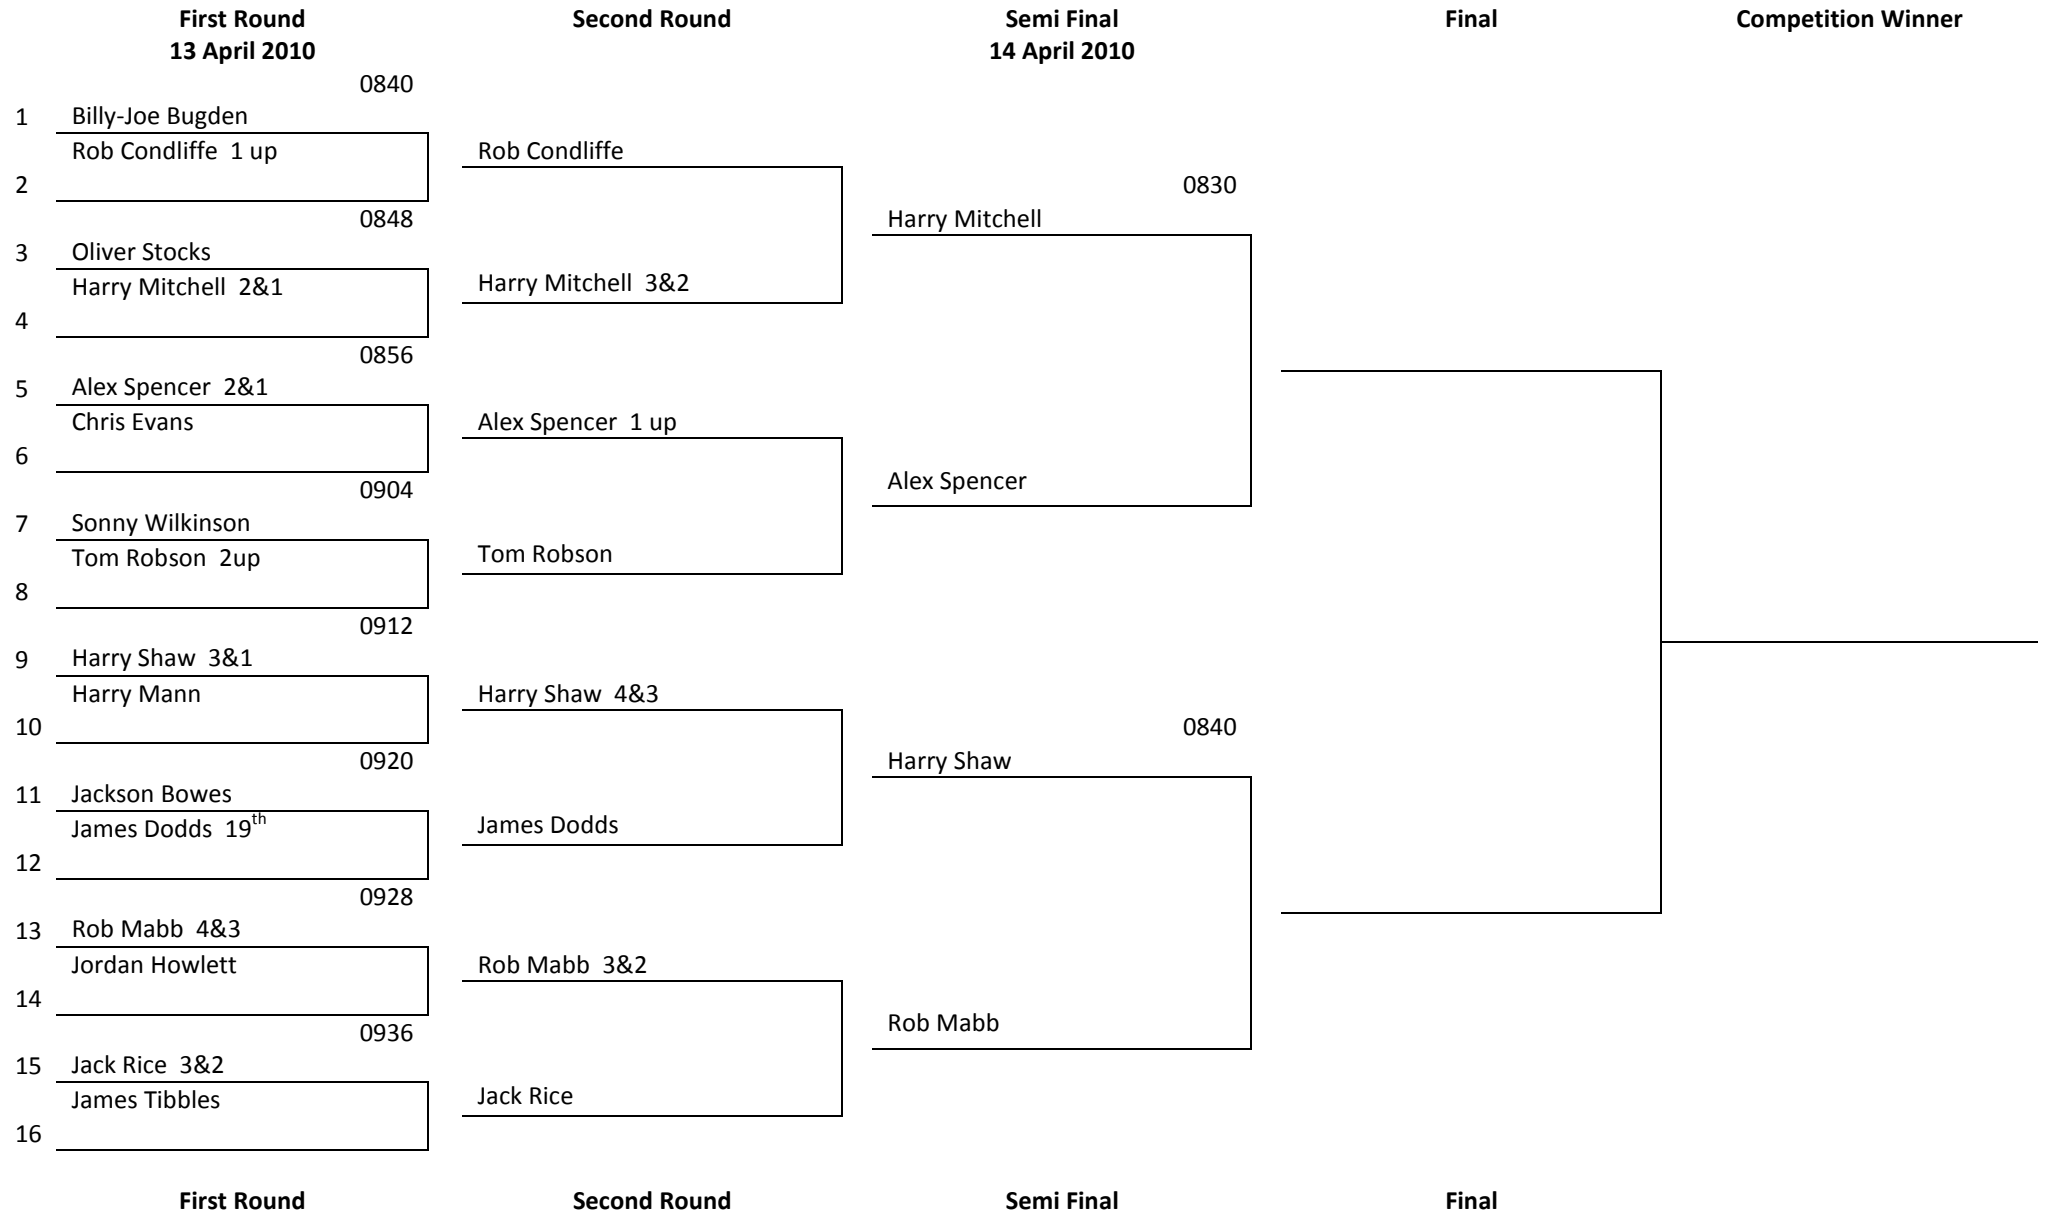 First Round Second Round Semi Final Final Competition Winner
13 April 2010 14 April 2010
0840
1 Billy-Joe Bugden
Rob Condliffe 1 up Rob Condliffe
2 0830
0848 Harry Mitchell
3 Oliver Stocks
Harry Mitchell 2&1 Harry Mitchell 3&2
4
0856
5 Alex Spencer 2&1
Chris Evans Alex Spencer 1 up
6
Alex Spencer
0904
7 Sonny Wilkinson
Tom Robson 2up Tom Robson
8
0912
9 Harry Shaw 3&1
Harry Mann Harry Shaw 4&3
10 0840
0920 Harry Shaw
11 Jackson Bowes
James Dodds 19th James Dodds
12
0928
13 Rob Mabb 4&3
Jordan Howlett Rob Mabb 3&2
14
0936 Rob Mabb
15 Jack Rice 3&2
James Tibbles Jack Rice
16
First Round Second Round Semi Final Final